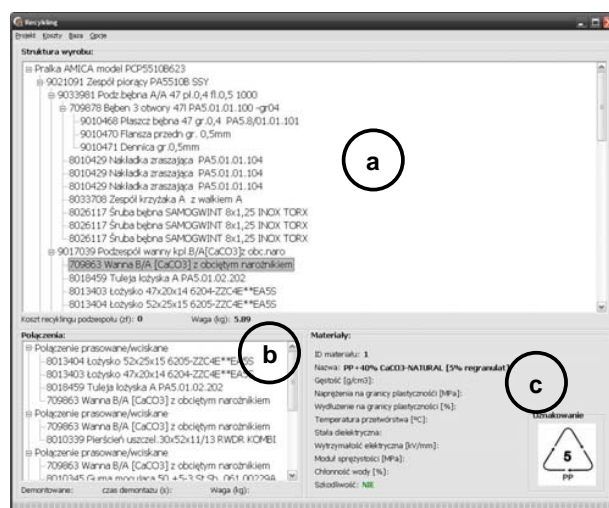 Recykling
Projekt Koszty Baza Opcje
Struktura wyrobu:
Pralka AMICA model PCP5510B623
9021091 Zespół piorący PA5510B SSY
9033981 Podz.bębna A/A 47 pł.0,4 fl.0,5 1000
709878 Bęben 3 otwory 47l PA5.01.01.100 -gr04
9010468 Płaszcz bębna 47 gr.0,4 PA5.8/01.01.101
9010470 Flansza przedn gr. 0,5mm
9010471 Dennica gr.0,5mm
8010429 Nakładka zraszająca PA5.01.01.104
8010429 Nakładka zraszająca PA5.01.01.104
8010429 Nakładka zraszająca PA5.01.01.104
8033708 Zespół krzyżaka A z wałkiem A
8026117 Śruba bębna SAMOGWINT 8x1,25 INOX TORX
8026117 Śruba bębna SAMOGWINT 8x1,25 INOX TORX
8026117 Śruba bębna SAMOGWINT 8x1,25 INOX TORX
9017039 Podzespół wanny kpl.B/A[CaCO3]z obc.naro
709863 Wanna B/A [CaCO3] z obciętym narożnikiem
8018459 Tuleja łożyska A PA5.01.02.202
8013403 Łożysko 47x20x14 6204-ZZC4E**EA5S
8013404 Łożysko 52x25x15 6205-ZZC4E**EA5S
a
Koszt recyklingu podzespołu (zł): 0 Waga (kg): 5.89
Połączenia:
Połączenie prasowane/wciskane
8013404 Łożysko 52x25x15 6205-ZZC4E**EA5S
8013403 Łożysko 47x20x14 6204-ZZC4E**EA5S
8018459 Tuleja łożyska A PA5.01.02.202
709863 Wanna B/A [CaCO3] z obciętym narożnikiem
Połączenie prasowane/wciskane
709863 Wanna B/A [CaCO3] z obciętym narożnikiem
8010339 Pierścień uszczel.30x52x11/13 RWDR KOMBI
Połączenie prasowane/wciskane
709863 Wanna B/A [CaCO3] z obciętym narożnikiem
b
Demontowane: czas demontażu (s): Waga (kg):
Materiały:
ID materiału: 1
Nazwa: PP+40% CaCO3-NATURAL [5% regranulat]
Gęstość [g/cm3]:
Naprężenia na granicy plastyczności [MPa]:
Wydłużenie na granicy plastyczności [%]:
Temperatura przetwórstwa [ºC]:
Stała dielektryczna:
Wytrzymałość elektryczna [kV/mm]:
Moduł sprężystości [MPa]:
Chłonność wody [%]:
Szkodliwość: NIE
c
Oznakowanie
5
PP